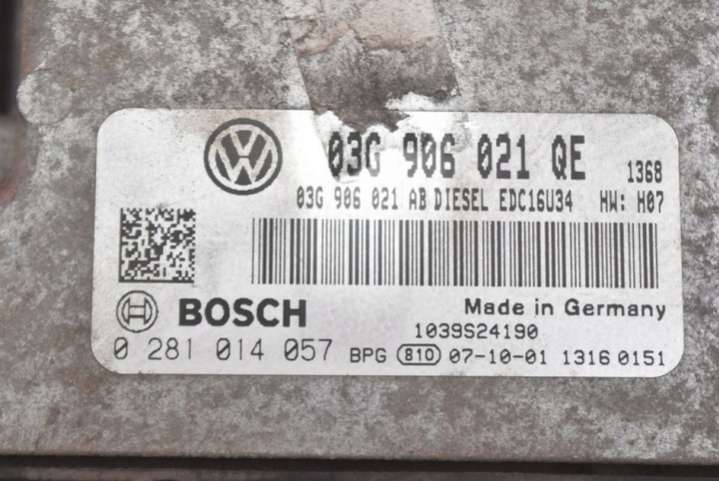 03G 906 021 QE 1368
03G 906 021 AB DIESEL EDC16U34 HW: H07
BOSCH
Made in Germany
1039S24190
0 281 014 057 BPG 810 07-10-01 1316 0151